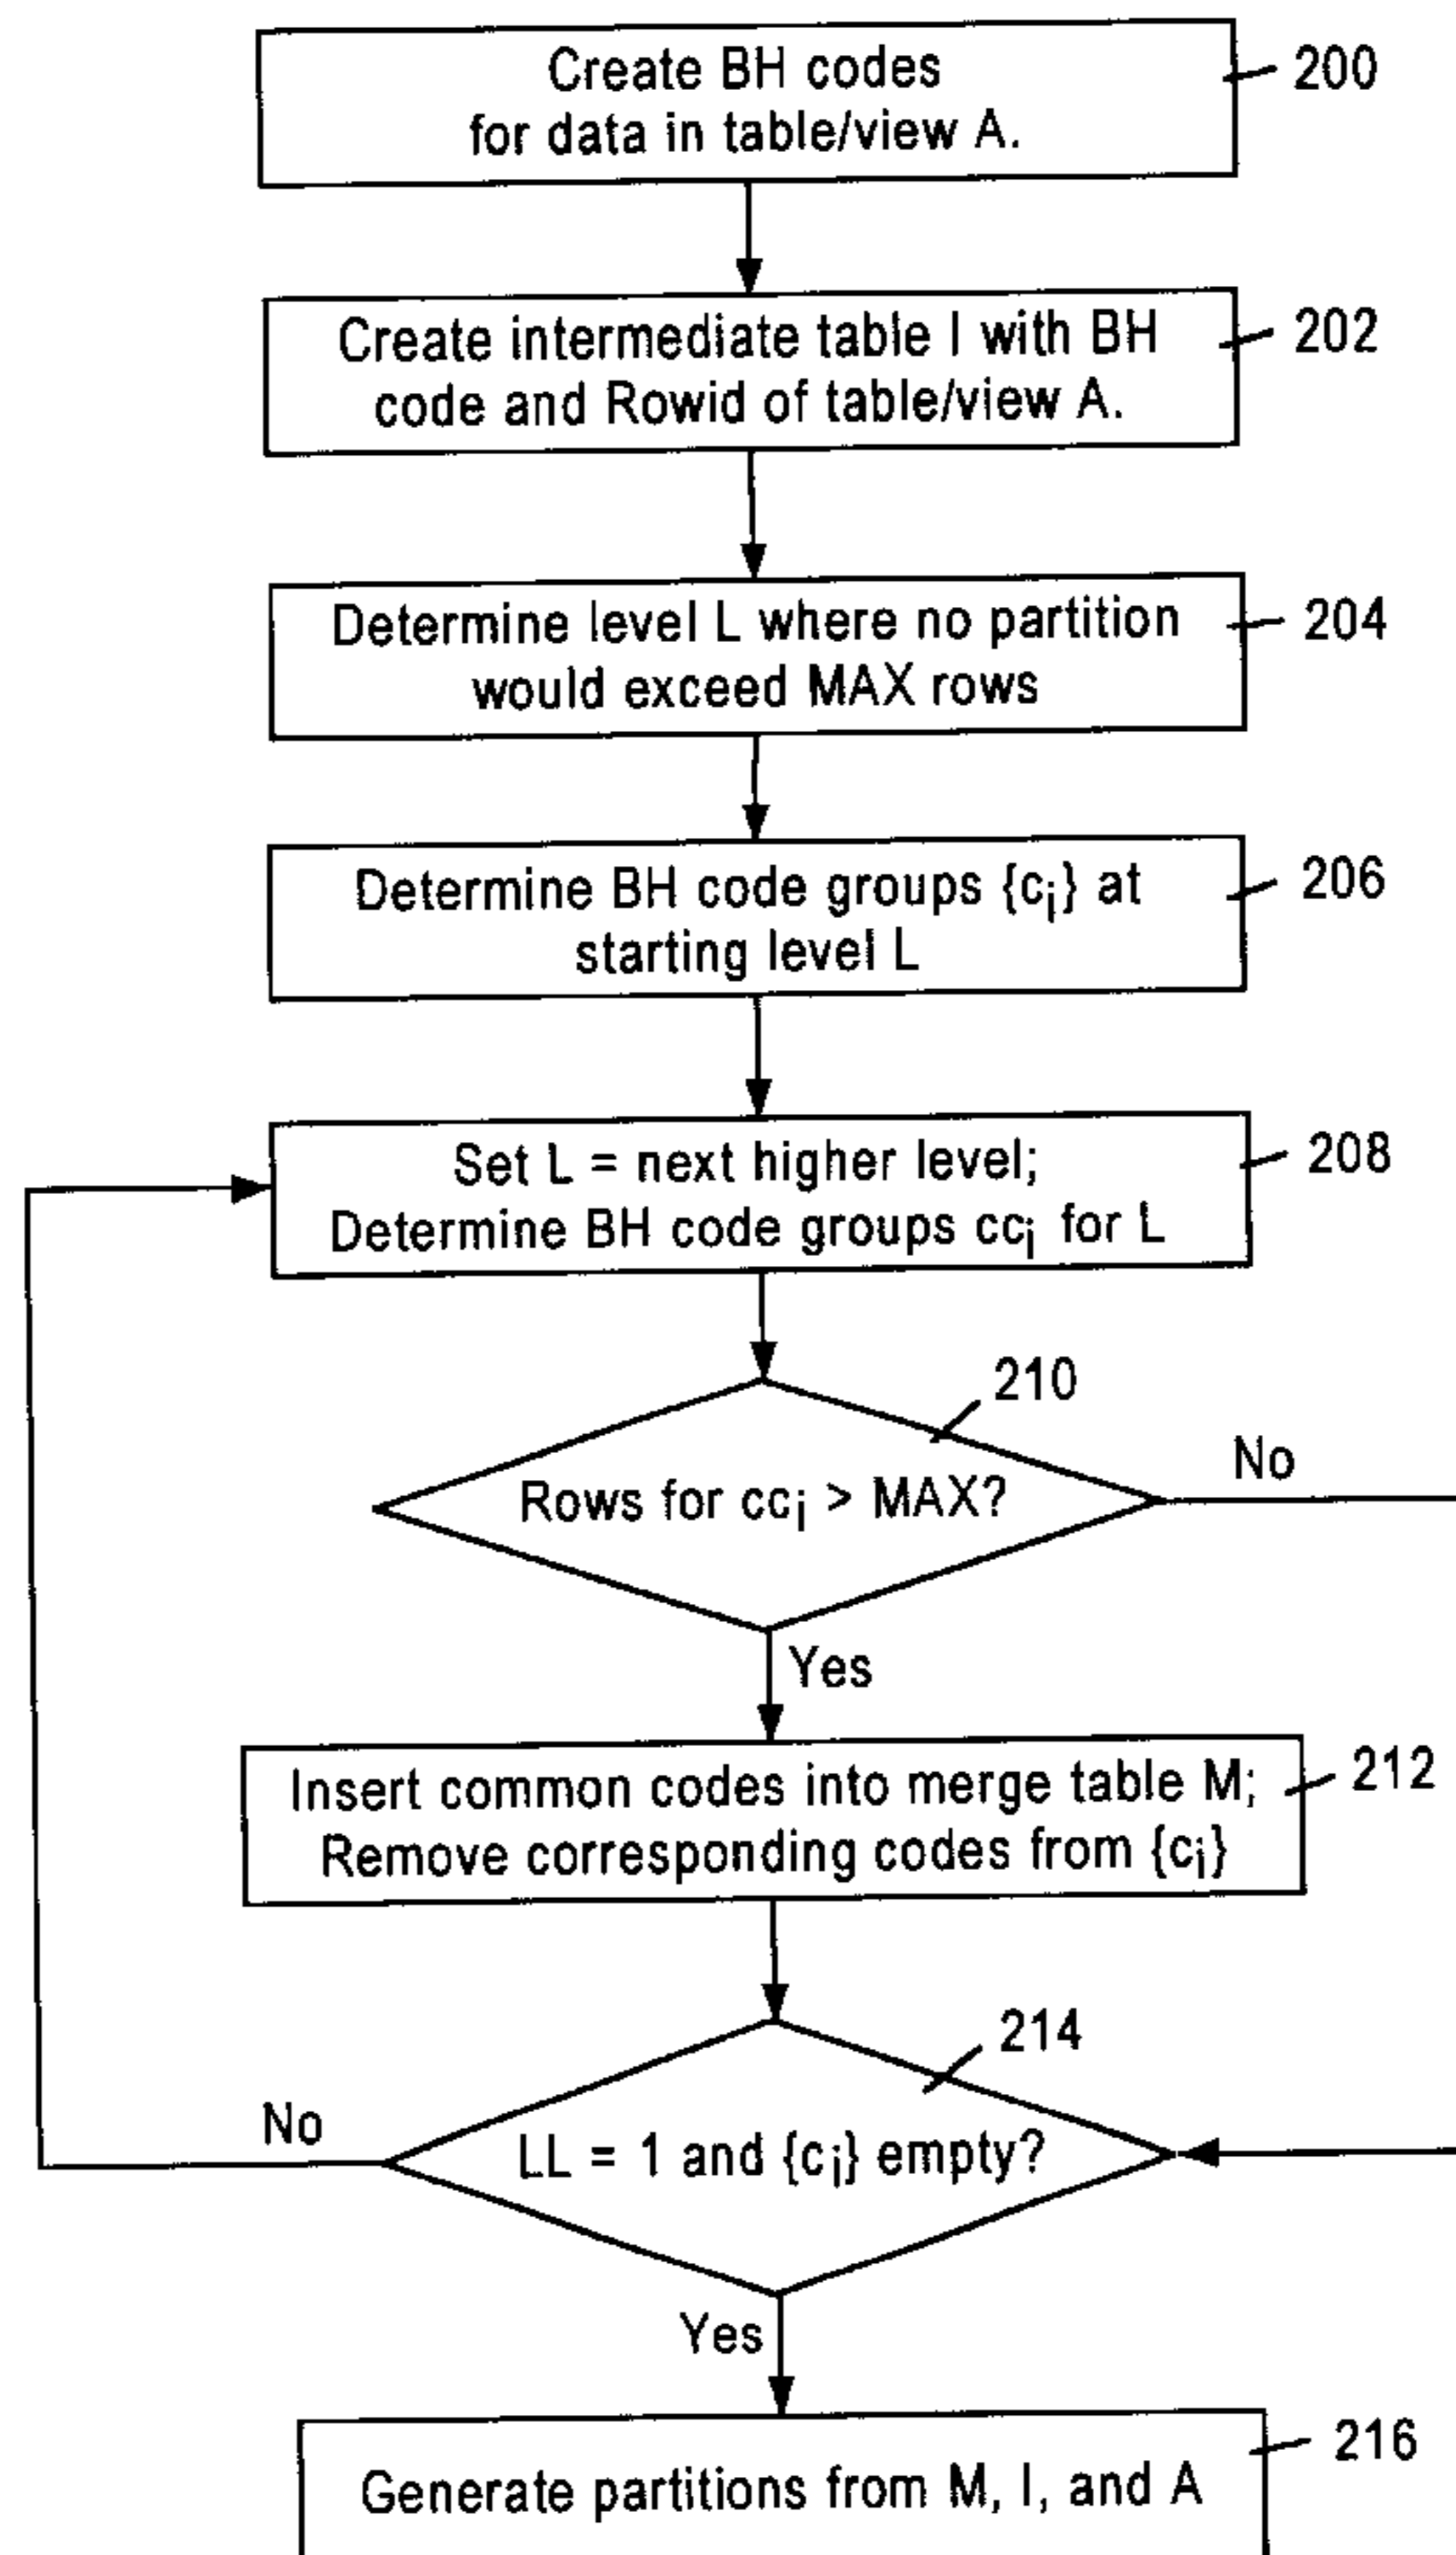 Create BH codes
for data in table/view A.
200
Create intermediate table I with BH
code and Rowid of table/view A.
202
Determine level L where no partition
would exceed MAX rows
204
Determine BH code groups {ci} at
starting level L
206
Set L = next higher level;
Determine BH code groups cci for L
208
210
Rows for cci > MAX?
No
Yes
Insert common codes into merge table M;
Remove corresponding codes from {ci}
212
214
LL = 1 and {ci} empty?
No
Yes
Generate partitions from M, I, and A
216